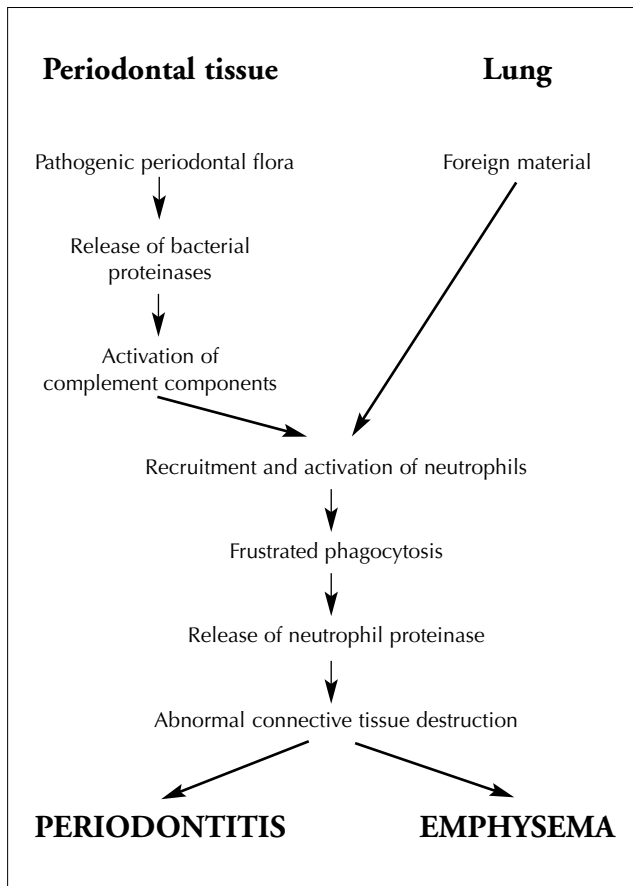 Periodontal tissue
Lung
Pathogenic periodontal flora
Foreign material
Release of bacterial
proteinases
Activation of
complement components
Recruitment and activation of neutrophils
Frustrated phagocytosis
Release of neutrophil proteinase
Abnormal connective tissue destruction
PERIODONTITIS
EMPHYSEMA